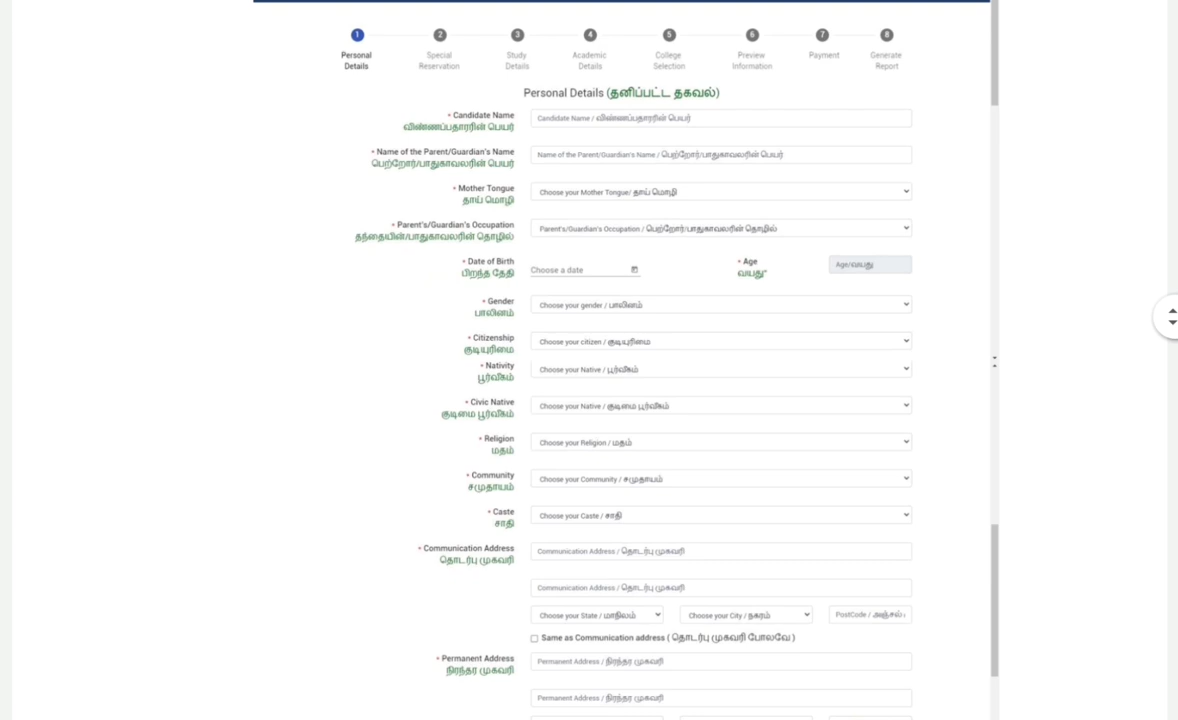 1 2 3 4 5 6 7 8
Personal Details
Special Reservation
Study Details
Academic Details
College Selection
Preview Information
Payment
Generate Report
Personal Details (தனிப்பட்ட தகவல்)
* Candidate Name
விண்ணப்பதாரரின் பெயர்
Candidate Name / விண்ணப்பதாரரின் பெயர்
* Name of the Parent/Guardian's Name
பெற்றோர்/பாதுகாவலரின் பெயர்
Name of the Parent/Guardian's Name / பெற்றோர்/பாதுகாவலரின் பெயர்
* Mother Tongue
தாய் மொழி
Choose your Mother Tongue/ தாய் மொழி
* Parent's/Guardian's Occupation
தந்தையின்/பாதுகாவலரின் தொழில்
Parent's/Guardian's Occupation / பெற்றோர்/பாதுகாவலரின் தொழில்
* Date of Birth
பிறந்த தேதி
Choose a date
* Age
வயது*
Age/வயது
* Gender
பாலினம்
Choose your gender / பாலினம்
* Citizenship
குடியுரிமை
Choose your citizen / குடியுரிமை
* Nativity
பூர்வீகம்
Choose your Native / பூர்வீகம்
* Civic Native
குடிமை பூர்வீகம்
Choose your Native / குடிமை பூர்வீகம்
* Religion
மதம்
Choose your Religion / மதம்
* Community
சமுதாயம்
Choose your Community / சமுதாயம்
* Caste
சாதி
Choose your Caste / சாதி
* Communication Address
தொடர்பு முகவரி
Communication Address / தொடர்பு முகவரி
Communication Address / தொடர்பு முகவரி
Choose your State / மாநிலம்
Choose your City / நகரம்
PostCode / அஞ்சல்
Same as Communication address ( தொடர்பு முகவரி போலவே )
* Permanent Address
நிரந்தர முகவரி
Permanent Address / நிரந்தர முகவரி
Permanent Address / நிரந்தர முகவரி